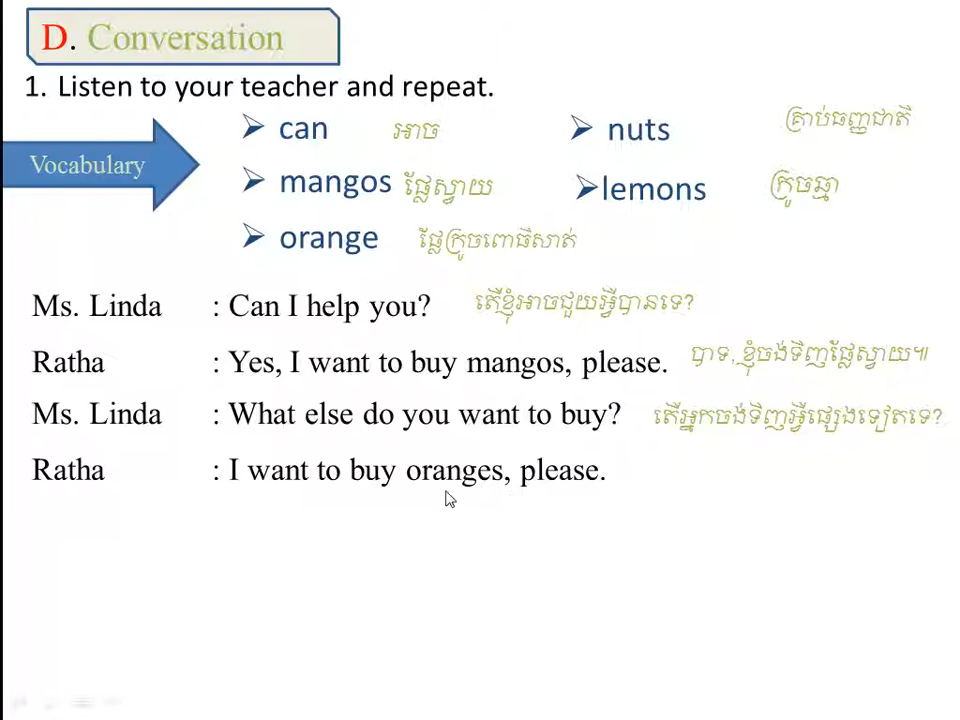 D. Conversation
1. Listen to your teacher and repeat.
Vocabulary
➢ can អាច
➢ nuts គ្រាប់ធញ្ញជាតិ
➢ mangos ផ្លែស្វាយ
➢ lemons ក្រូចឆ្មា
➢ orange ផ្លែក្រូចពោធិសាត់
Ms. Linda : Can I help you? តើខ្ញុំអាចជួយអ្វីបានទេ?
Ratha : Yes, I want to buy mangos, please. បាទ, ខ្ញុំចង់ទិញផ្លែស្វាយ៕
Ms. Linda : What else do you want to buy? តើអ្នកចង់ទិញអ្វីផ្សេងទៀតទេ?
Ratha : I want to buy oranges, please.